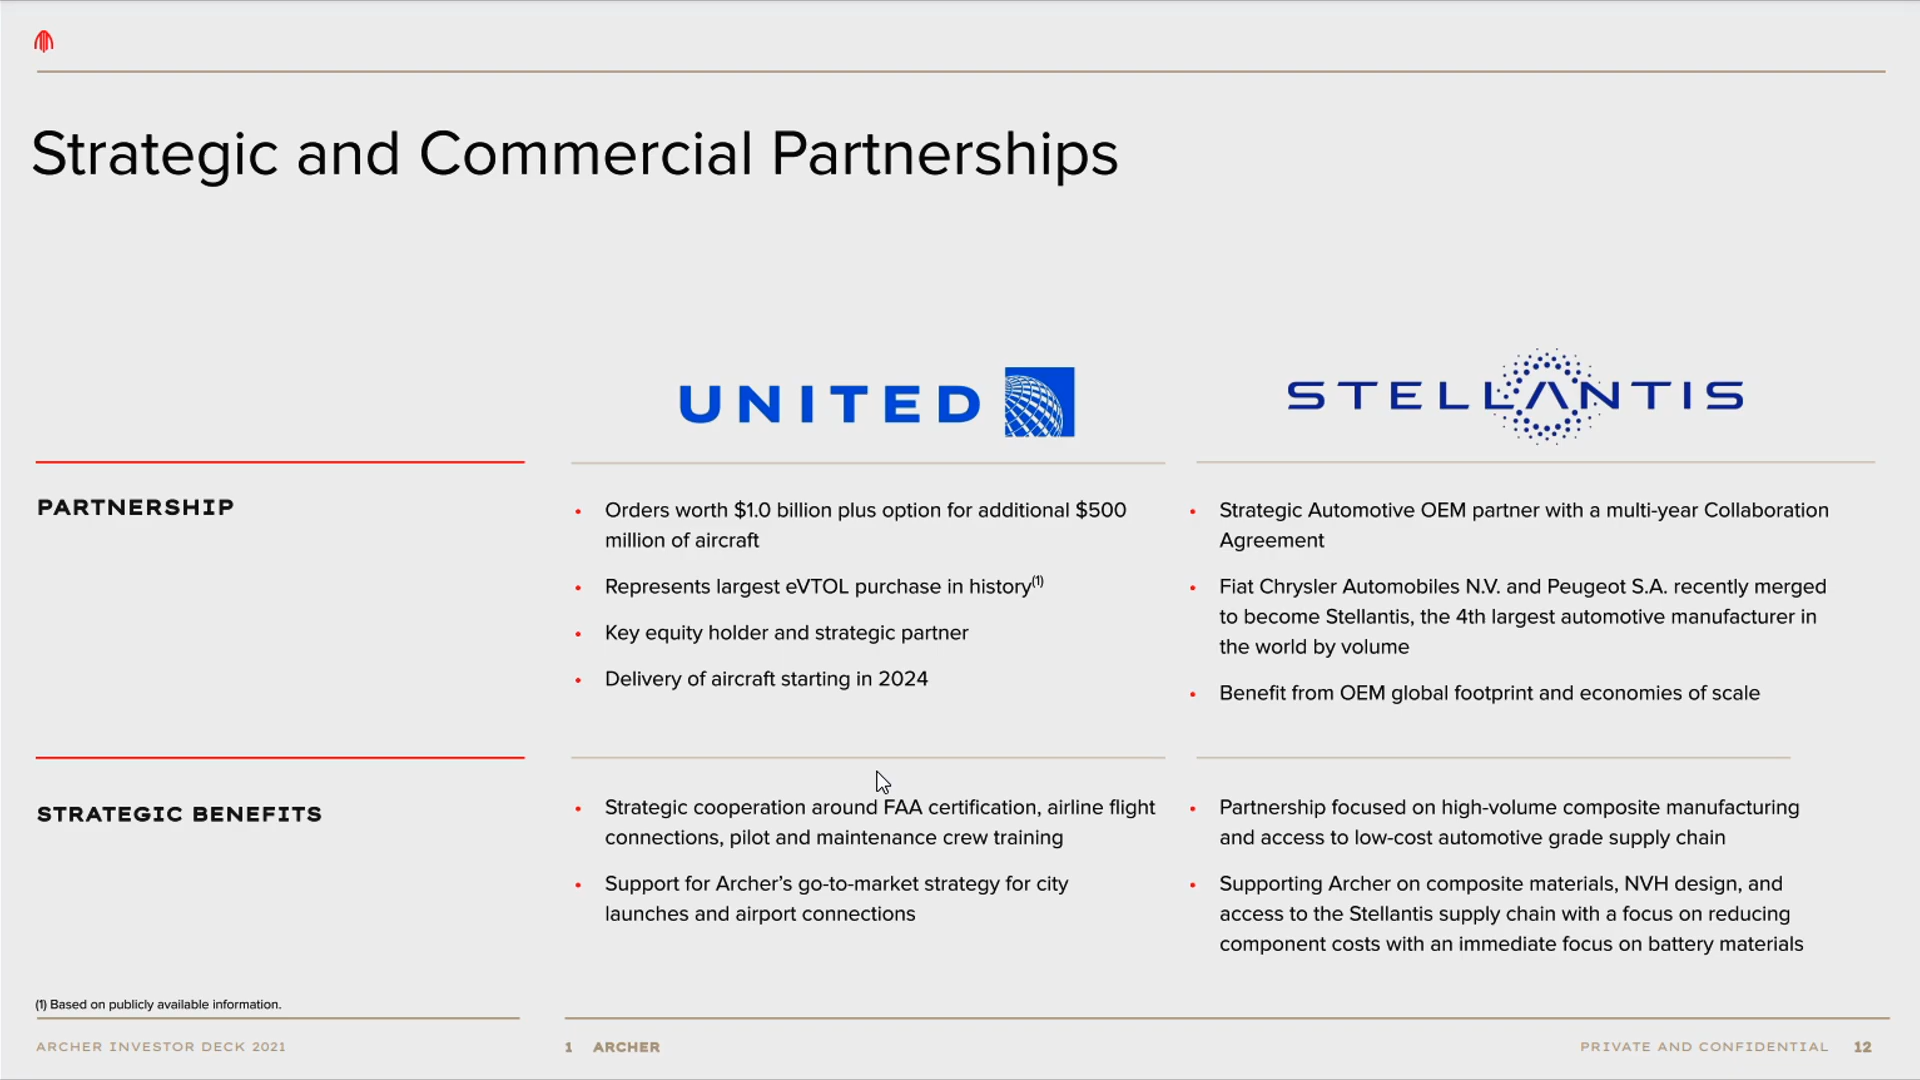 Strategic and Commercial Partnerships
UNITED
STELLANTIS
PARTNERSHIP
• Orders worth $1.0 billion plus option for additional $500
million of aircraft
• Represents largest eVTOL purchase in history(1)
• Key equity holder and strategic partner
• Delivery of aircraft starting in 2024
• Strategic Automotive OEM partner with a multi-year Collaboration
Agreement
• Fiat Chrysler Automobiles N.V. and Peugeot S.A. recently merged
to become Stellantis, the 4th largest automotive manufacturer in
the world by volume
• Benefit from OEM global footprint and economies of scale
STRATEGIC BENEFITS
• Strategic cooperation around FAA certification, airline flight
connections, pilot and maintenance crew training
• Support for Archer’s go-to-market strategy for city
launches and airport connections
• Partnership focused on high-volume composite manufacturing
and access to low-cost automotive grade supply chain
• Supporting Archer on composite materials, NVH design, and
access to the Stellantis supply chain with a focus on reducing
component costs with an immediate focus on battery materials
(1) Based on publicly available information.
ARCHER INVESTOR DECK 2021
1 ARCHER
PRIVATE AND CONFIDENTIAL 12